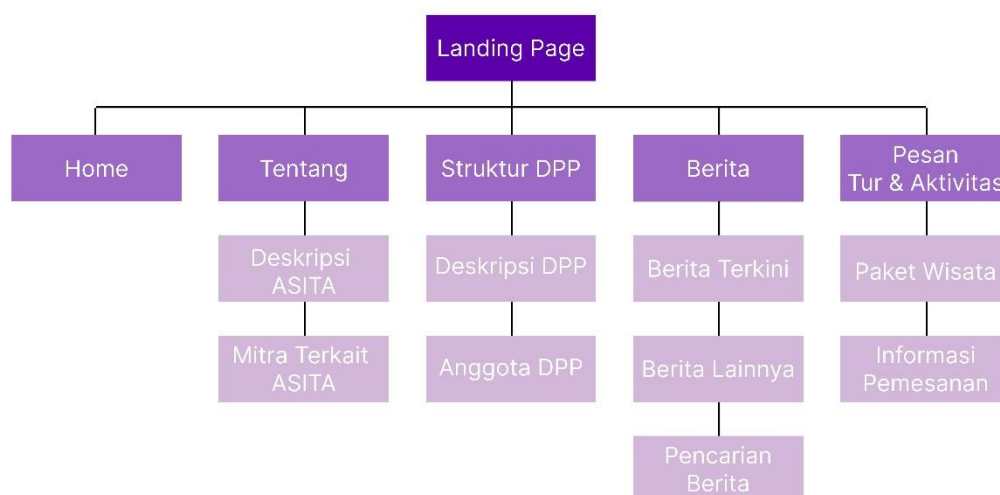 Landing Page
Home
Tentang
Struktur DPP
Berita
Pesan
Tur & Aktivitas
Deskripsi
ASITA
Deskripsi DPP
Berita Terkini
Paket Wisata
Mitra Terkait
ASITA
Anggota DPP
Berita Lainnya
Informasi
Pemesanan
Pencarian
Berita